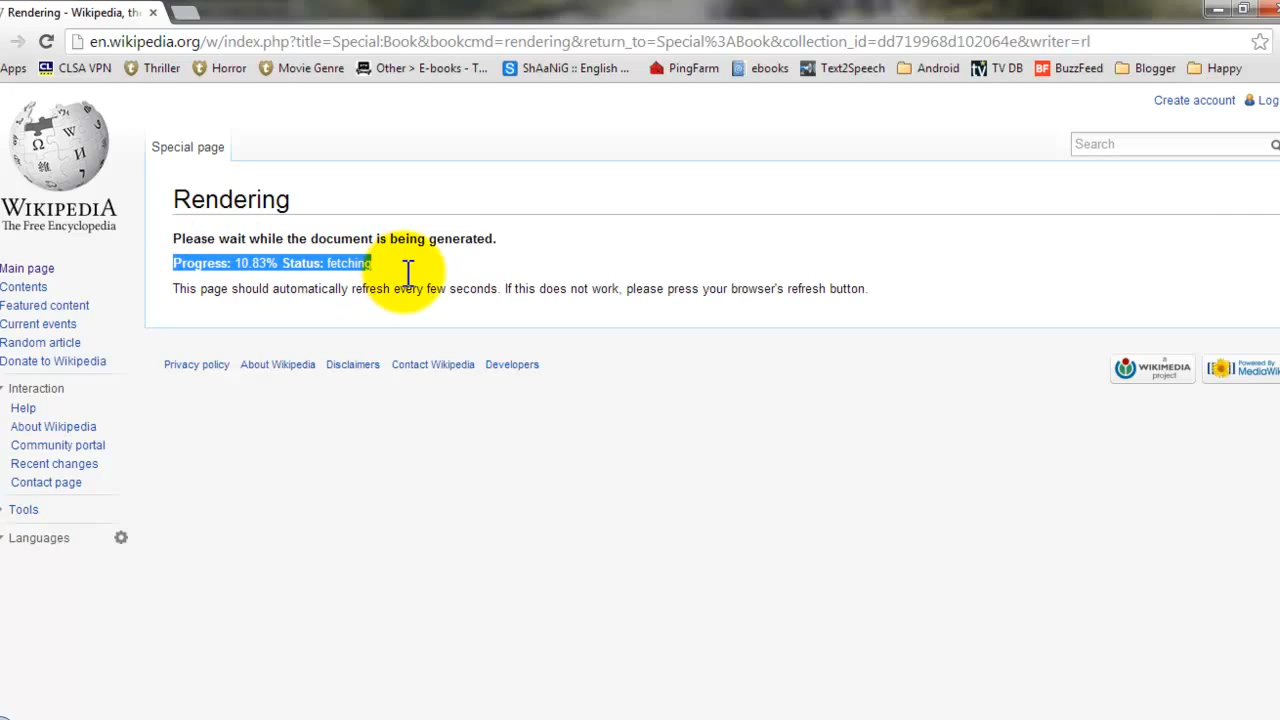 Rendering - Wikipedia, the
en.wikipedia.org/w/index.php?title=Special:Book&bookcmd=rendering&return_to=Special%3ABook&collection_id=dd719968d102064e&writer=rl
Apps CLSA VPN Thriller Horror Movie Genre Other > E-books - T... ShAaNiG :: English ... PingFarm ebooks Text2Speech Android TV DB BuzzFeed Blogger Happy
Create account Log
Special page
Search
WIKIPEDIA
The Free Encyclopedia
Rendering
Please wait while the document is being generated.
Progress: 10.83% Status: fetching
This page should automatically refresh every few seconds. If this does not work, please press your browser's refresh button.
Main page
Contents
Featured content
Current events
Random article
Donate to Wikipedia
Interaction
Help
About Wikipedia
Community portal
Recent changes
Contact page
Tools
Languages
Privacy policy About Wikipedia Disclaimers Contact Wikipedia Developers
A WIKIMEDIA project
Powered By MediaWik